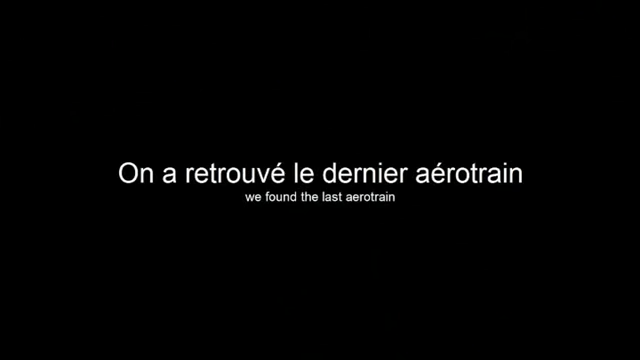 On a retrouvé le dernier aérotrain
we found the last aerotrain